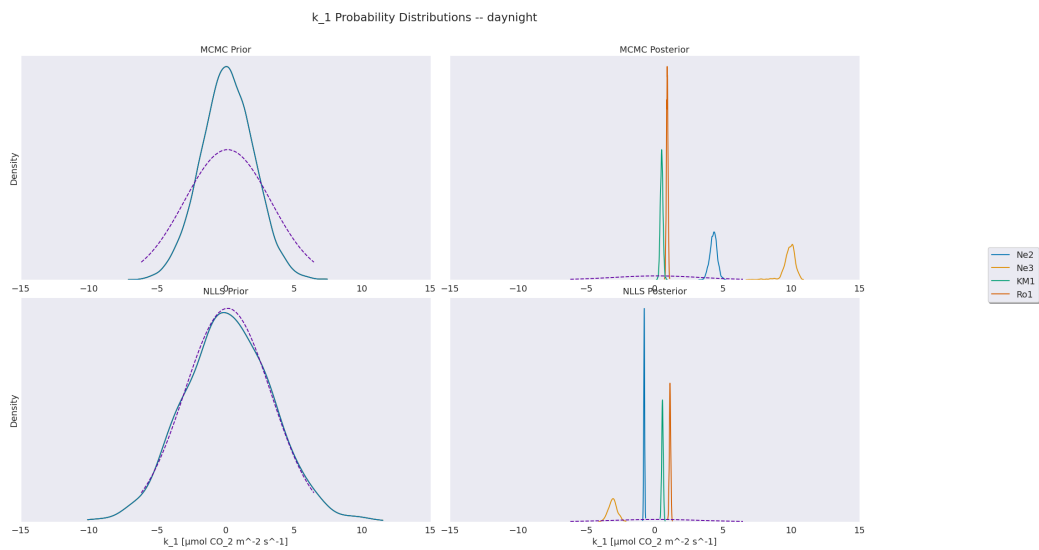 k_1 Probability Distributions -- daynight
MCMC Prior
MCMC Posterior
Density
−15 −10 −5 0 5 10 15
−15 −10 −5 0 5 10 15
NLLS Prior
NLLS Posterior
Density
−15 −10 −5 0 5 10 15
−15 −10 −5 0 5 10 15
k_1 [µmol CO_2 m^-2 s^-1]
k_1 [µmol CO_2 m^-2 s^-1]
Ne2
Ne3
KM1
Ro1